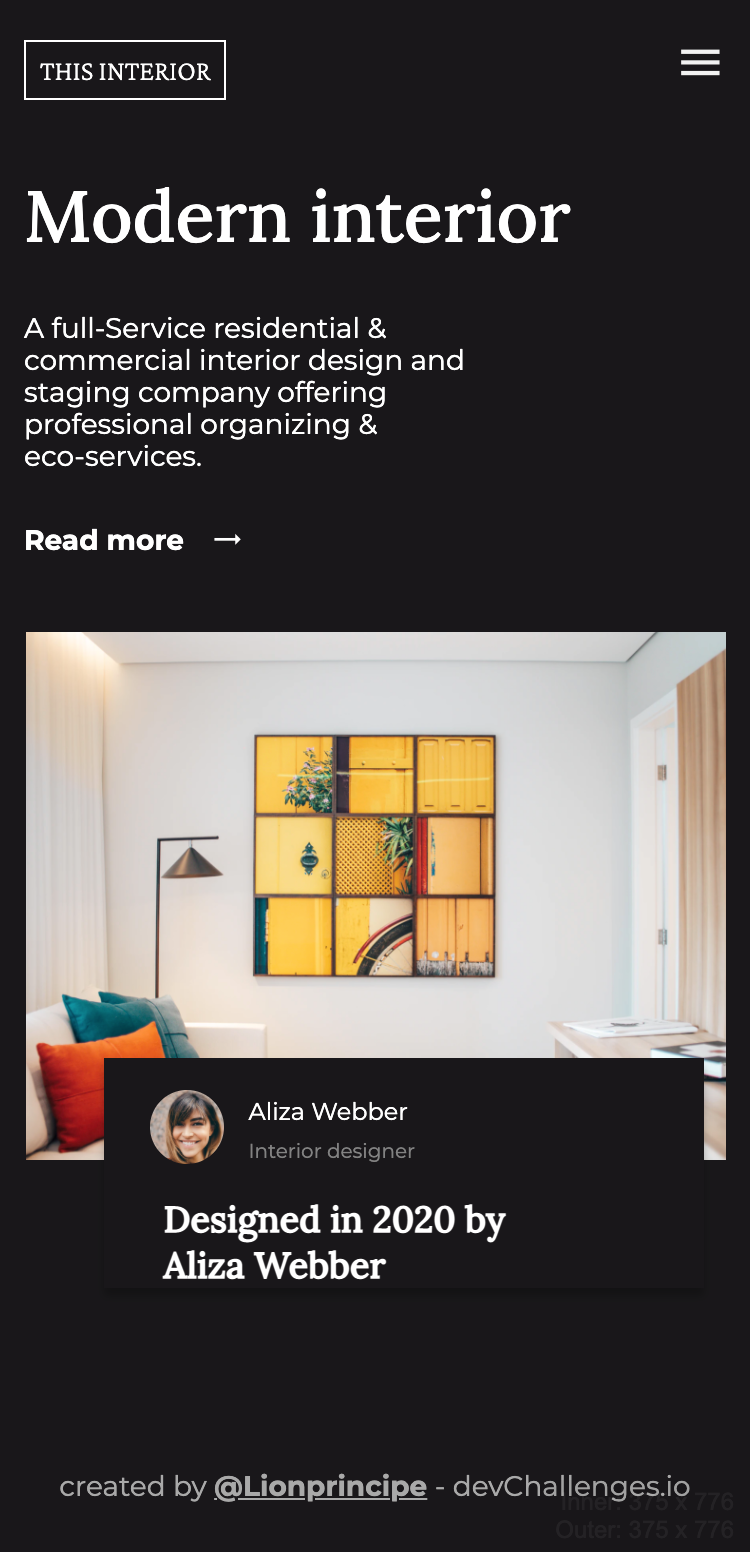 THIS INTERIOR
Modern interior
A full-Service residential &
commercial interior design and
staging company offering
professional organizing &
eco-services.
Read more →
Aliza Webber
Interior designer
Designed in 2020 by
Aliza Webber
created by @Lionprincipe - devChallenges.io
Inner: 375 x 776
Outer: 375 x 776